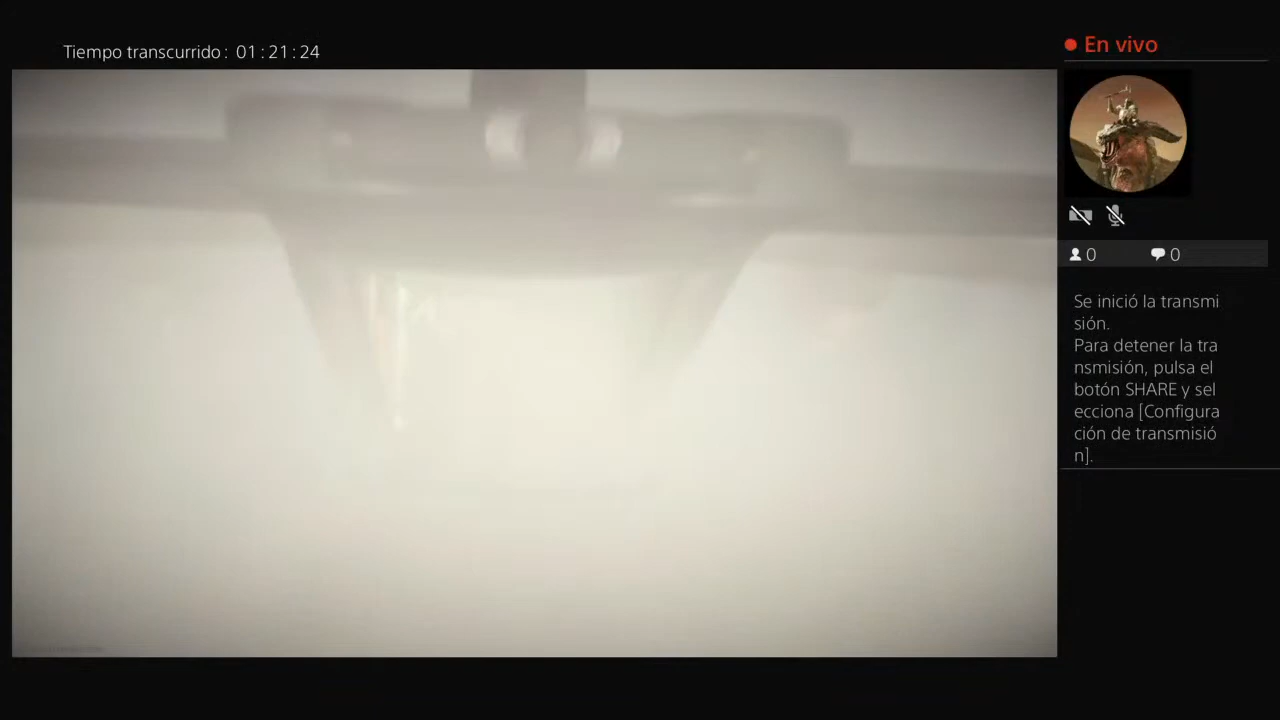 Tiempo transcurrido: 01:21:24
En vivo
0
0
Se inició la transmi
sión.
Para detener la tra
nsmisión, pulsa el
botón SHARE y sel
ecciona [Configura
ción de transmisió
n].